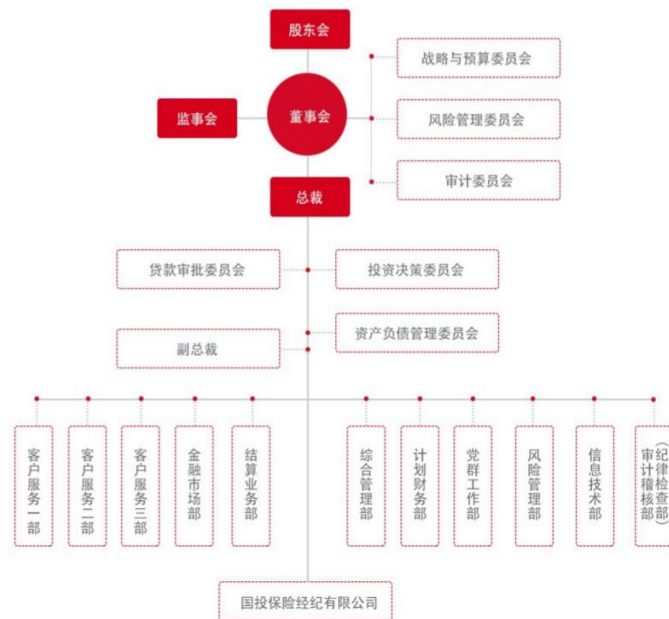 股东会
战略与预算委员会
监事会
董事会
风险管理委员会
审计委员会
总裁
贷款审批委员会
投资决策委员会
资产负债管理委员会
副总裁
客户服务一部
客户服务二部
客户服务三部
金融市场部
结算业务部
综合管理部
计划财务部
党群工作部
风险管理部
信息技术部
审计稽核部
（纪律检查部）
国投保险经纪有限公司